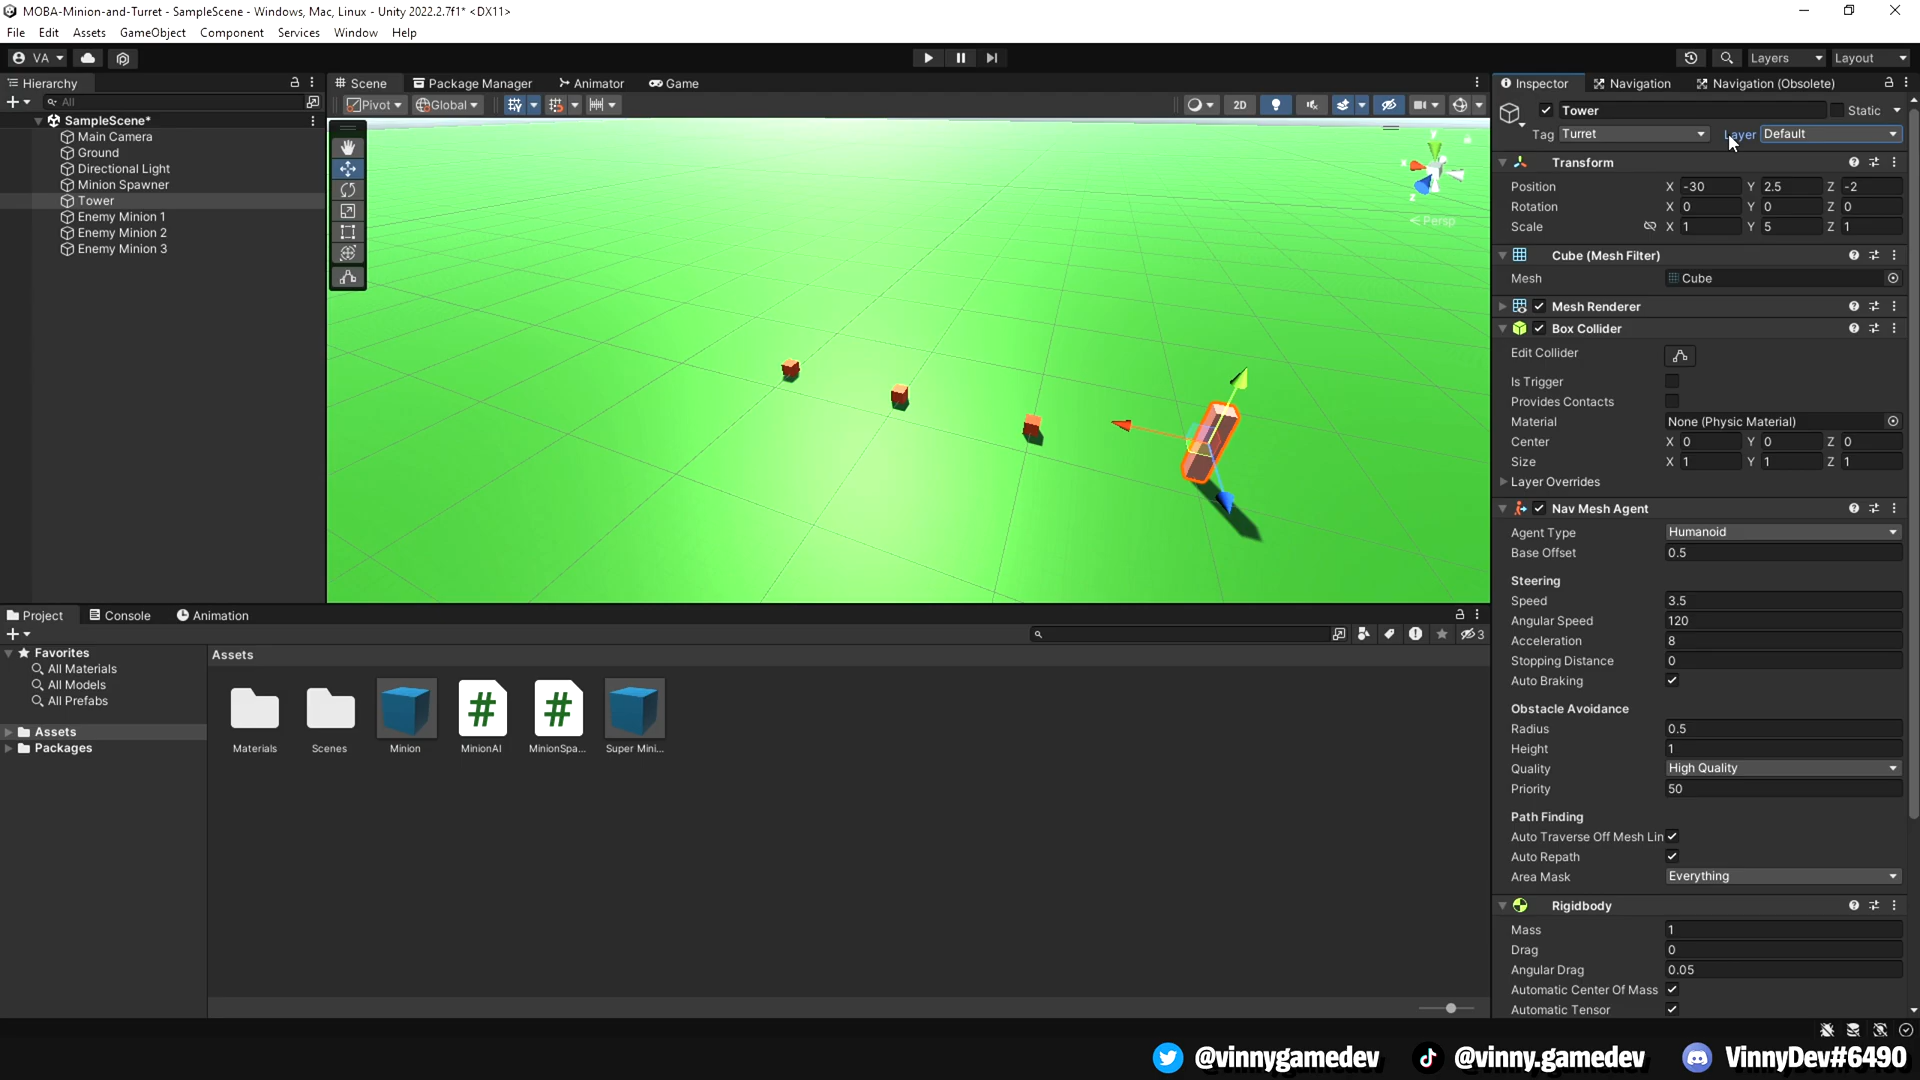 MOBA-Minion-and-Turret - SampleScene - Windows, Mac, Linux - Unity 2022.2.7f1* <DX11>
File Edit Assets GameObject Component Services Window Help
VA Layers Layout
Hierarchy
All
SampleScene*
Main Camera
Ground
Directional Light
Minion Spawner
Tower
Enemy Minion 1
Enemy Minion 2
Enemy Minion 3
Scene Package Manager Animator Game
Pivot Global 2D
Y
X
Z
< Persp
Inspector Navigation Navigation (Obsolete)
Tower Static
Tag Turret Layer Default
Transform
Position X -30 Y 2.5 Z -2
Rotation X 0 Y 0 Z 0
Scale X 1 Y 5 Z 1
Cube (Mesh Filter)
Mesh Cube
Mesh Renderer
Box Collider
Edit Collider
Is Trigger
Provides Contacts
Material None (Physic Material)
Center X 0 Y 0 Z 0
Size X 1 Y 1 Z 1
Layer Overrides
Nav Mesh Agent
Agent Type Humanoid
Base Offset 0.5
Steering
Speed 3.5
Angular Speed 120
Acceleration 8
Stopping Distance 0
Auto Braking
Obstacle Avoidance
Radius 0.5
Height 1
Quality High Quality
Priority 50
Path Finding
Auto Traverse Off Mesh Lin
Auto Repath
Area Mask Everything
Rigidbody
Mass 1
Drag 0
Angular Drag 0.05
Automatic Center Of Mass
Automatic Tensor
Project Console Animation
3
Favorites
All Materials
All Models
All Prefabs
Assets
Packages
Assets
Materials Scenes Minion MinionAI MinionSpa... Super Mini...
@vinnygamedev @vinny.gamedev VinnyDev#6490